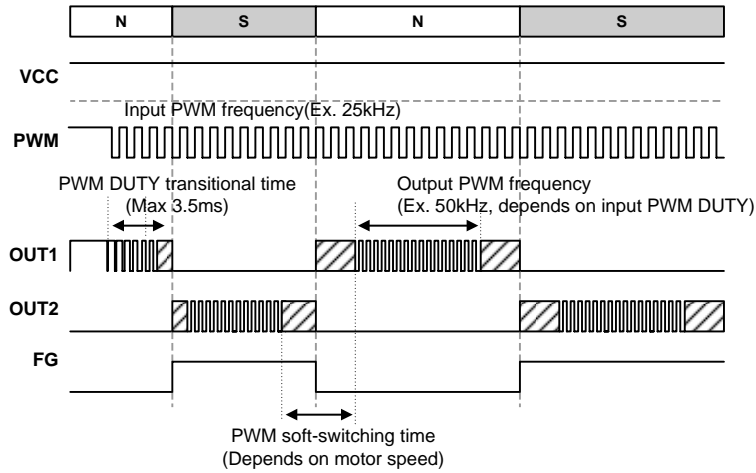 N S N S
VCC
Input PWM frequency(Ex. 25kHz)
PWM
PWM DUTY transitional time
(Max 3.5ms)
Output PWM frequency
(Ex. 50kHz, depends on input PWM DUTY)
OUT1
OUT2
FG
PWM soft-switching time
(Depends on motor speed)